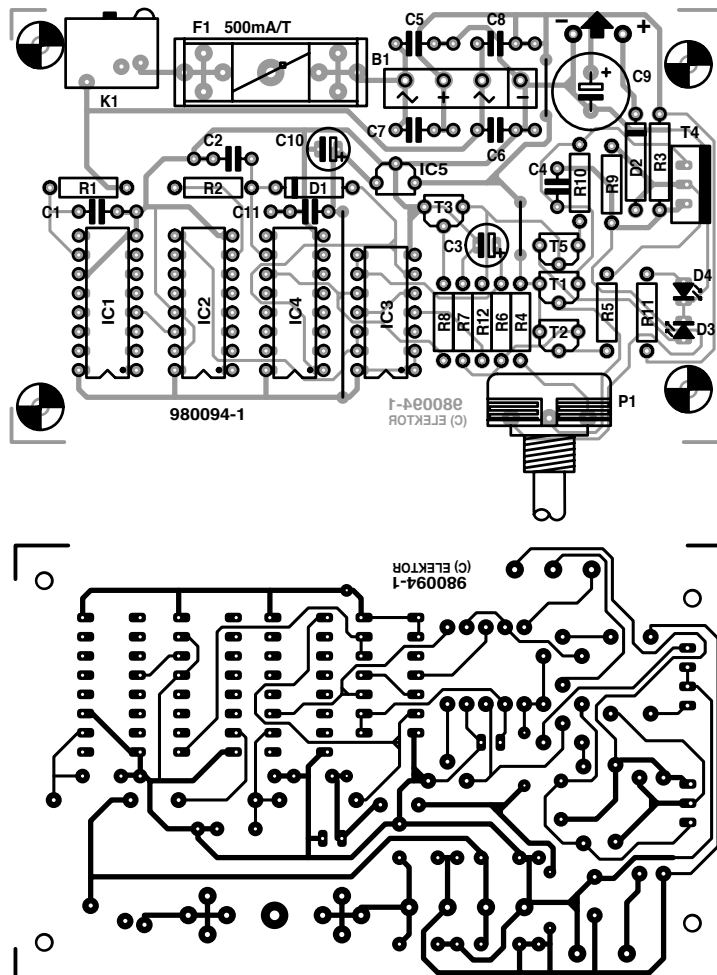 F1 500mA/T
C5
C8
−
+
B1
+
C9
K1
∼ + ∼ −
C7
C6
T4
C2
C10
+
IC5
C4
R10
R9
D2
R3
R1
R2
D1
C1
C11
T3
C3
+
T5
D4
IC1
IC2
IC4
IC3
T1
R8
R7
R12
R6
R4
T2
R5
R11
D3
980094-1
980094-1
(C) ELEKTOR
P1
980094-1
(C) ELEKTOR